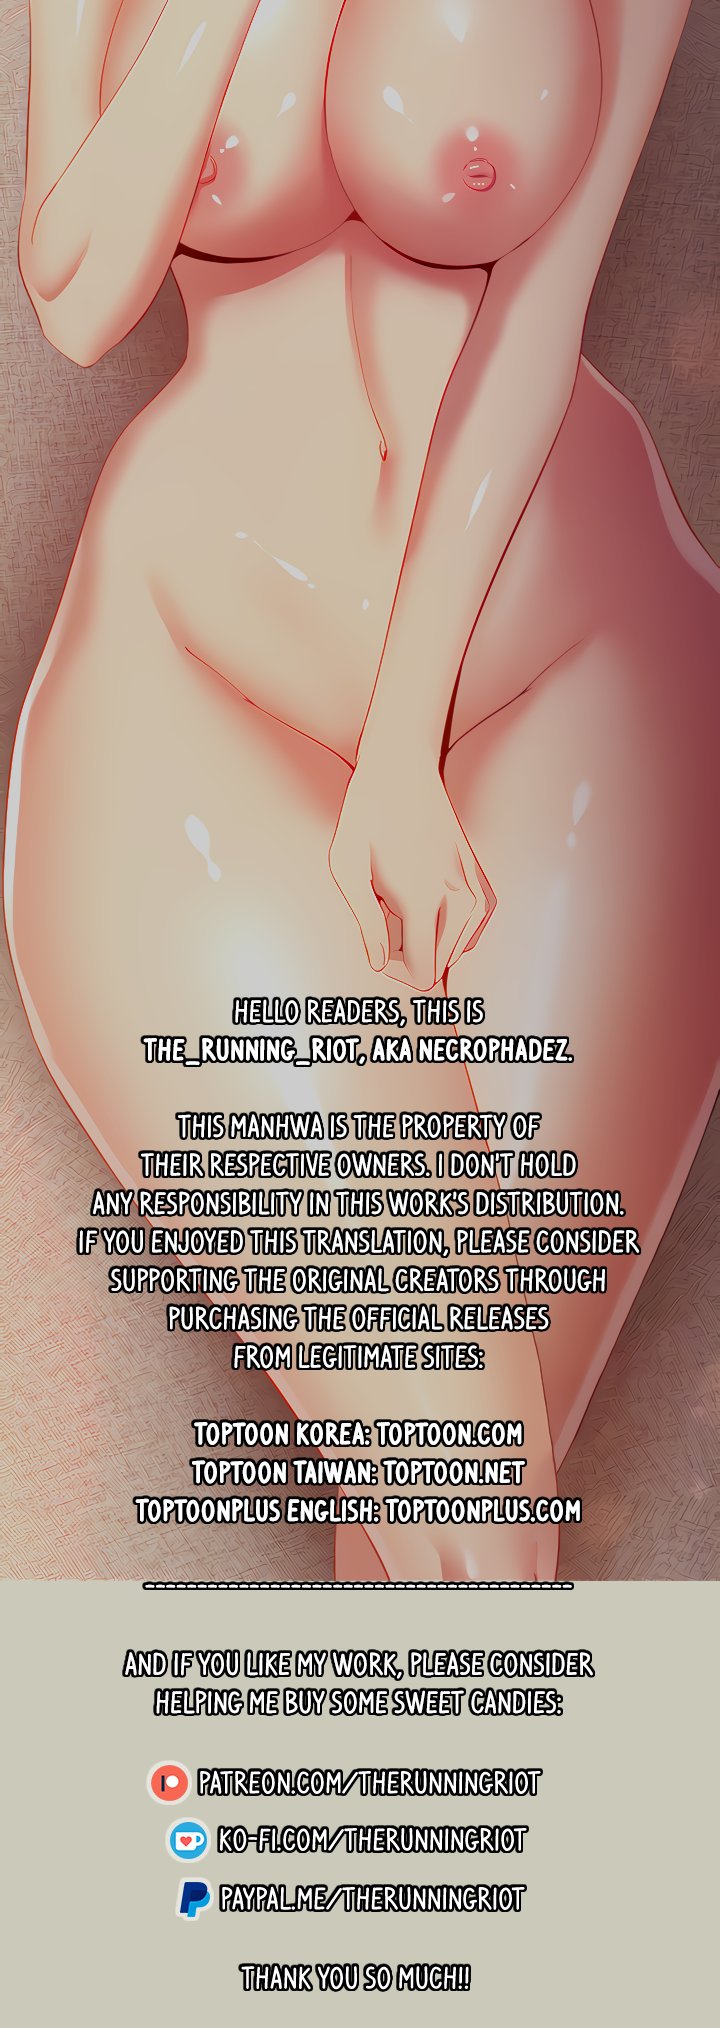 HELLO READERS, THIS IS
THE_RUNNING_RIOT, AKA NECROPHADEZ.
THIS MANHWA IS THE PROPERTY OF
THEIR RESPECTIVE OWNERS. I DON'T HOLD
ANY RESPONSIBILITY IN THIS WORK'S DISTRIBUTION.
IF YOU ENJOYED THIS TRANSLATION, PLEASE CONSIDER
SUPPORTING THE ORIGINAL CREATORS THROUGH
PURCHASING THE OFFICIAL RELEASES
FROM LEGITIMATE SITES:
TOPTOON KOREA: TOPTOON.COM
TOPTOON TAIWAN: TOPTOON.NET
TOPTOONPLUS ENGLISH: TOPTOONPLUS.COM
----------------------------------------
AND IF YOU LIKE MY WORK, PLEASE CONSIDER
HELPING ME BUY SOME SWEET CANDIES:
PATREON.COM/THERUNNINGRIOT
KO-FI.COM/THERUNNINGRIOT
PAYPAL.ME/THERUNNINGRIOT
THANK YOU SO MUCH!!